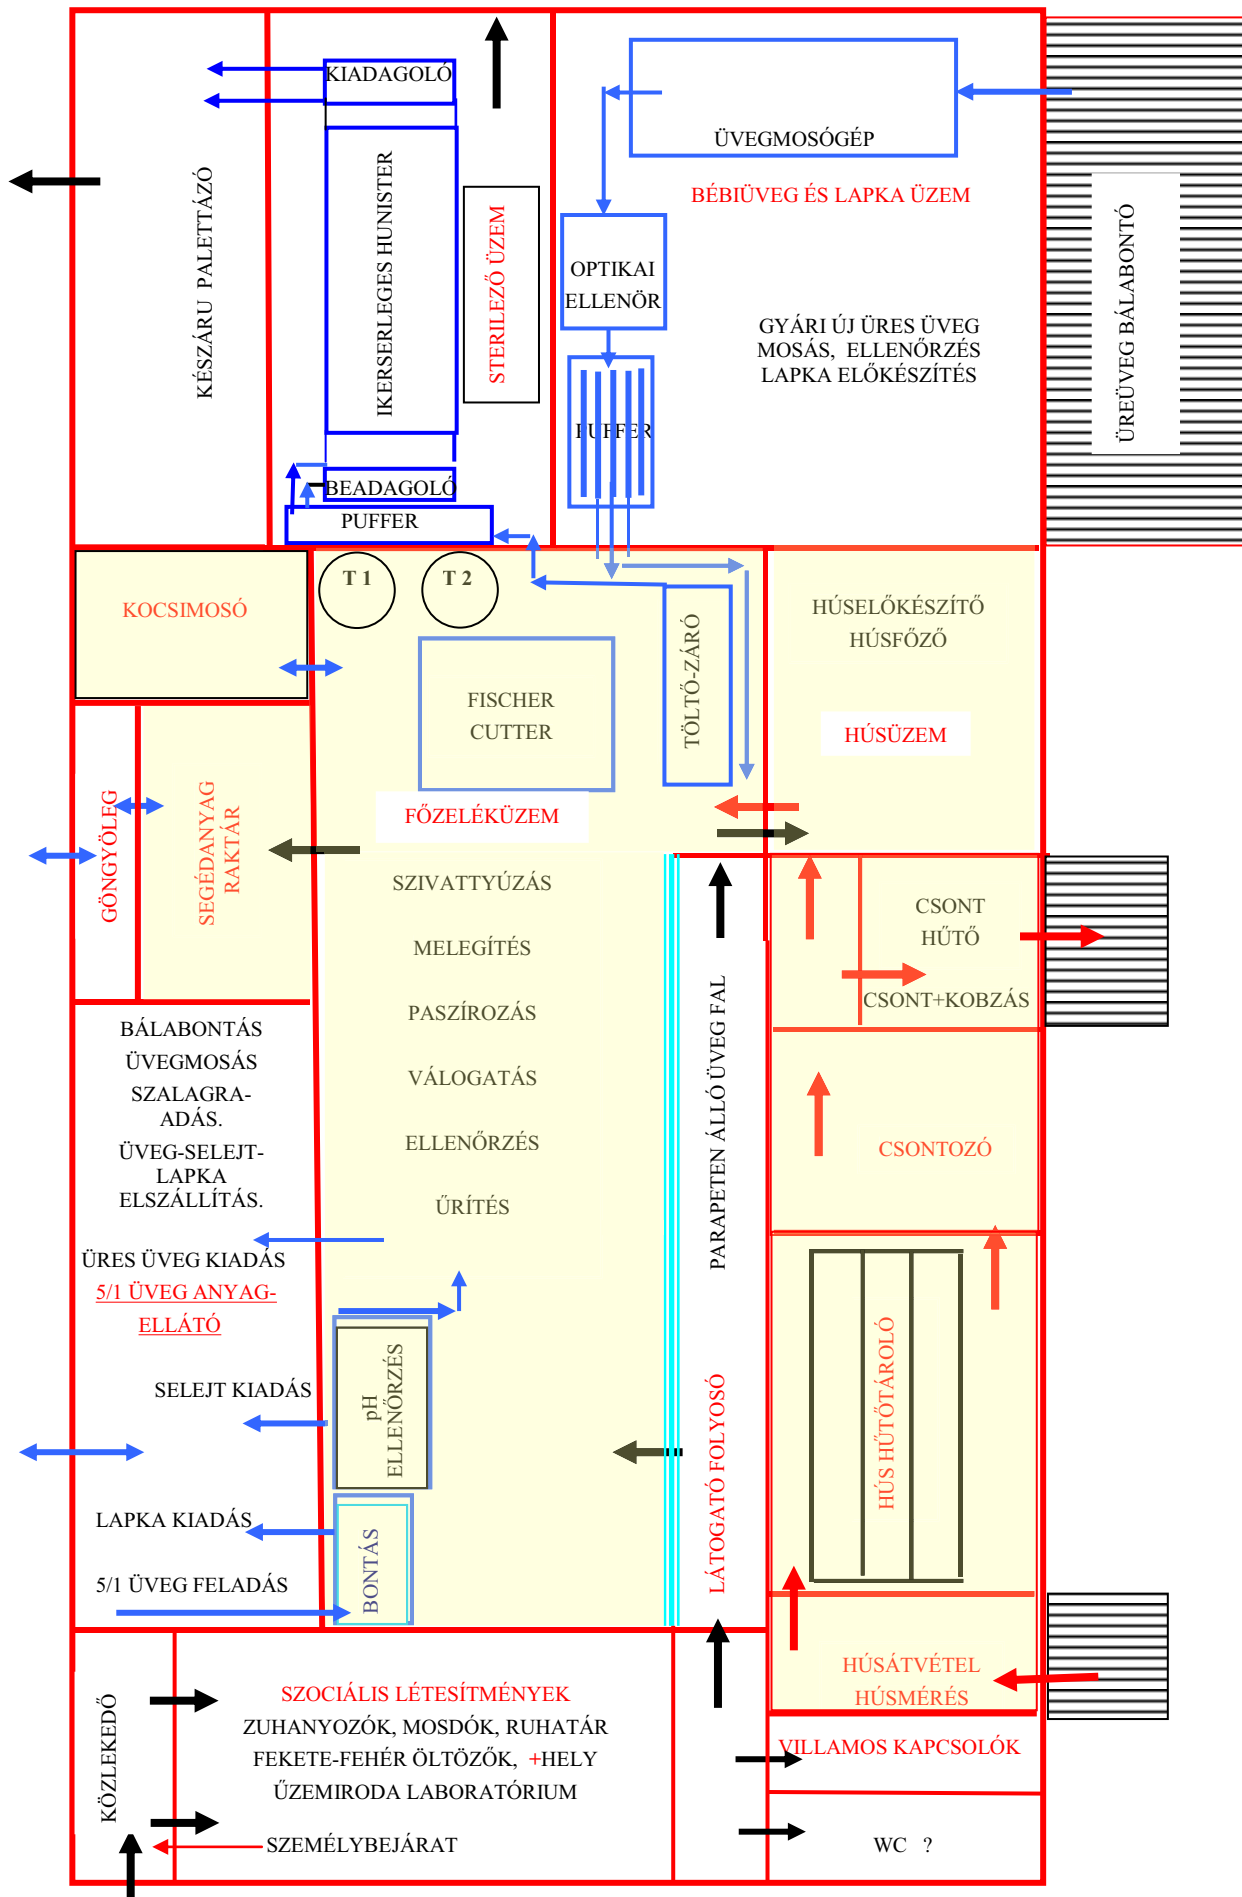 KIADAGOLÓ
ÜVEGMOSÓGÉP
BÉBIÜVEG ÉS LAPKA ÜZEM
KÉSZÁRU PALETTÁZÓ
IKERSERLEGES HUNISTER
STERILEZŐ ÜZEM
OPTIKAI
ELLENÖR
GYÁRI ÚJ ÜRES ÜVEG
MOSÁS, ELLENŐRZÉS
LAPKA ELŐKÉSZÍTÉS
ÜREÜVEG BÁLABONTÓ
PUFFER
BEADAGOLÓ
PUFFER
KOCSIMOSÓ
T 1
T 2
FISCHER
CUTTER
TÖLTŐ-ZÁRÓ
HÚSELŐKÉSZÍTŐ
HÚSFŐZŐ
HÚSÜZEM
GÖNGYÖLEG
SEGÉDANYAG
RAKTÁR
FŐZELÉKÜZEM
SZIVATTYÚZÁS
MELEGÍTÉS
PASZÍROZÁS
VÁLOGATÁS
ELLENŐRZÉS
ŰRÍTÉS
PARAPETEN ÁLLÓ ÜVEG FAL
LÁTOGATÓ FOLYOSÓ
CSONT
HŰTŐ
CSONT+KOBZÁS
CSONTOZÓ
HÚS HŰTŐTÁROLÓ
HÚSÁTVÉTEL
HÚSMÉRÉS
BÁLABONTÁS
ÜVEGMOSÁS
SZALAGRA-
ADÁS.
ÜVEG-SELEJT-
LAPKA
ELSZÁLLÍTÁS.
ÜRES ÜVEG KIADÁS
5/1 ÜVEG ANYAG-
ELLÁTÓ
SELEJT KIADÁS
pH
ELLENŐRZÉS
LAPKA KIADÁS
5/1 ÜVEG FELADÁS
BONTÁS
KÖZLEKEDŐ
SZOCIÁLIS LÉTESÍTMÉNYEK
ZUHANYOZÓK, MOSDÓK, RUHATÁR
FEKETE-FEHÉR ÖLTÖZŐK, +HELY
ŰZEMIRODA LABORATÓRIUM
SZEMÉLYBEJÁRAT
VILLAMOS KAPCSOLÓK
WC ?